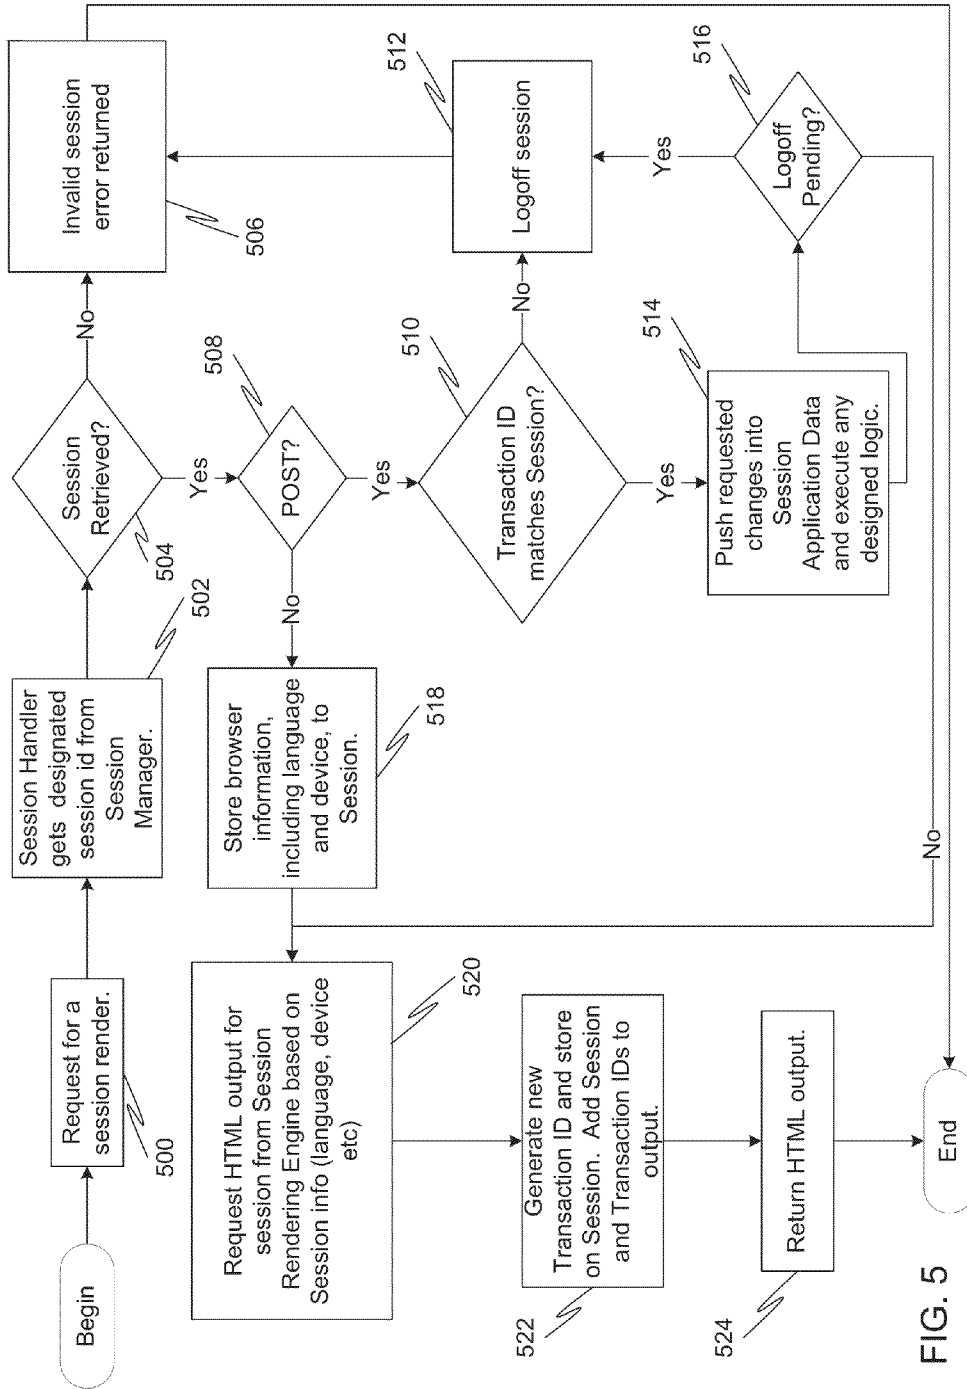 Begin
Request for a
session render.
500
Session Handler
gets designated
session id from
Session
Manager.
502
Session
Retrieved?
504
No
Invalid session
error returned
506
Yes
POST?
508
No
Store browser
information,
including language
and device, to
Session.
518
Yes
Transaction ID
matches Session?
510
No
Logoff session
512
Yes
Push requested
changes into
Session
Application Data
and execute any
designed logic.
514
Logoff
Pending?
516
Yes
No
Request HTML output for
session from Session
Rendering Engine based on
Session info (language, device
etc)
520
Generate new
Transaction ID and store
on Session. Add Session
and Transaction IDs to
output.
522
Return HTML output.
524
End
FIG. 5